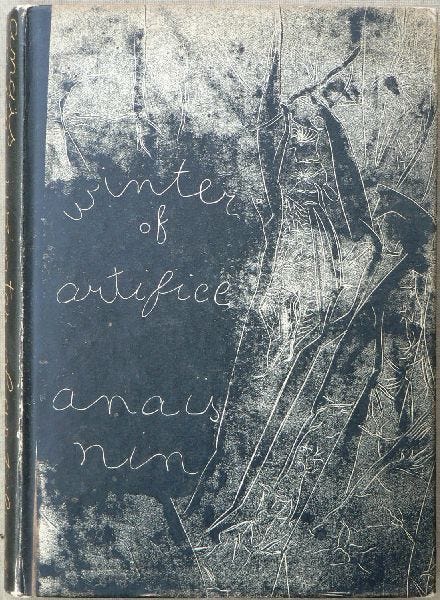 winter
of
artifice
anais
nin